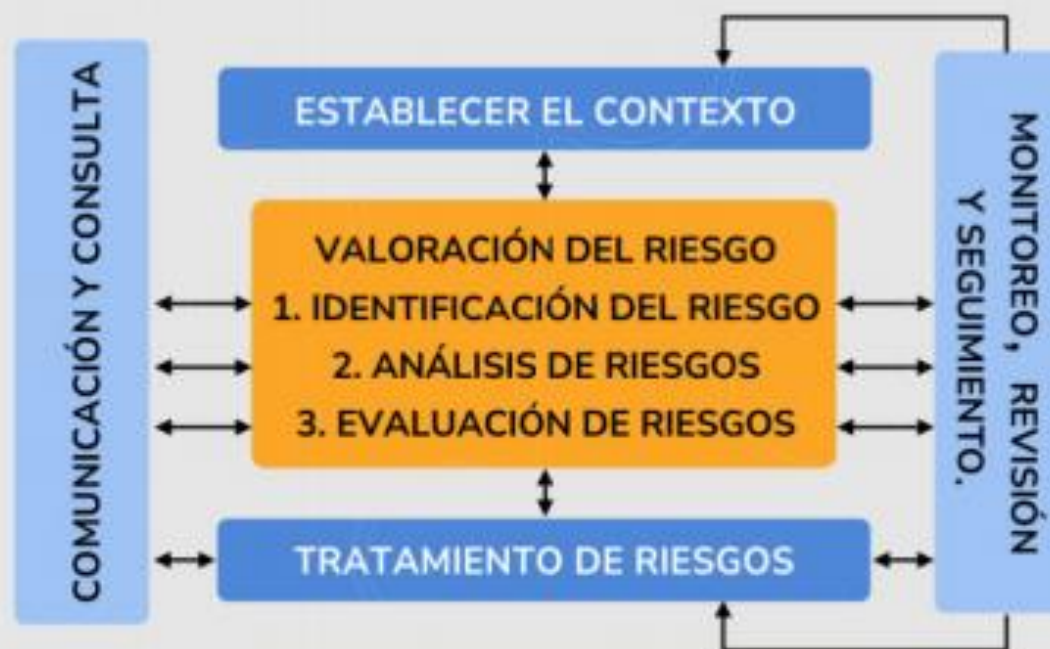 COMUNICACIÓN Y CONSULTA
ESTABLECER EL CONTEXTO
VALORACIÓN DEL RIESGO
1. IDENTIFICACIÓN DEL RIESGO
2. ANÁLISIS DE RIESGOS
3. EVALUACIÓN DE RIESGOS
TRATAMIENTO DE RIESGOS
MONITOREO, REVISIÓN
Y SEGUIMIENTO.